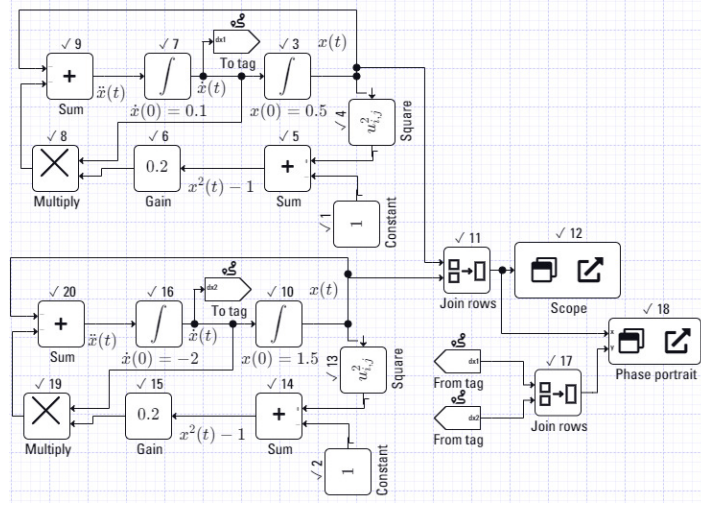 ✓ 9
✓ 7
dx1
✓ 3
x(t)
+
∫
To tag
∫
Sum
ẍ(t)
ẋ(t)
ẋ(0) = 0.1
x(0) = 0.5
✓ 4
u²i,j
Square
✓ 8
✓ 6
✓ 5
×
0.2
+
x²(t) − 1
Multiply
Gain
Sum
✓ 1
1
Constant
✓ 11
✓ 12
Join rows
Scope
✓ 20
✓ 16
dx2
✓ 10
x(t)
+
∫
To tag
∫
Sum
ẍ(t)
ẋ(t)
ẋ(0) = −2
x(0) = 1.5
✓ 13
u²i,j
Square
✓ 18
x
y
Phase portrait
dx1
From tag
✓ 17
dx2
From tag
Join rows
✓ 19
✓ 15
✓ 14
×
0.2
+
x²(t) − 1
Multiply
Gain
Sum
✓ 2
1
Constant